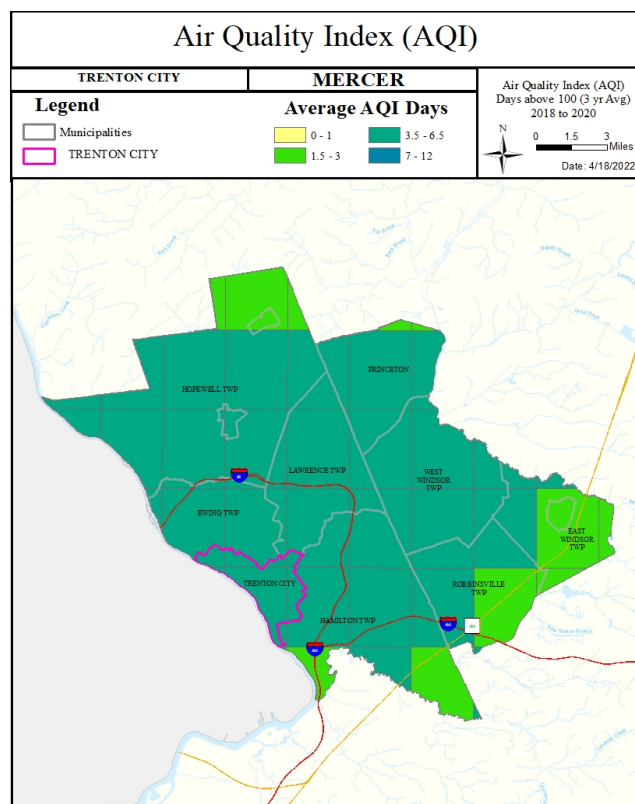 Air Quality Index (AQI)
TRENTON CITY
MERCER
Legend
Municipalities
TRENTON CITY
Average AQI Days
0 - 1
3.5 - 6.5
1.5 - 3
7 - 12
Air Quality Index (AQI)
Days above 100 (3 yr Avg)
2018 to 2020
N
0 1.5 3
Miles
Date: 4/18/2022
PRINCETON
HOPEWELL TWP
LAWRENCE TWP
WEST
WINDSOR
TWP
EWING TWP
EAST
WINDSOR
TWP
TRENTON CITY
ROBBINSVILLE
TWP
HAMILTON TWP